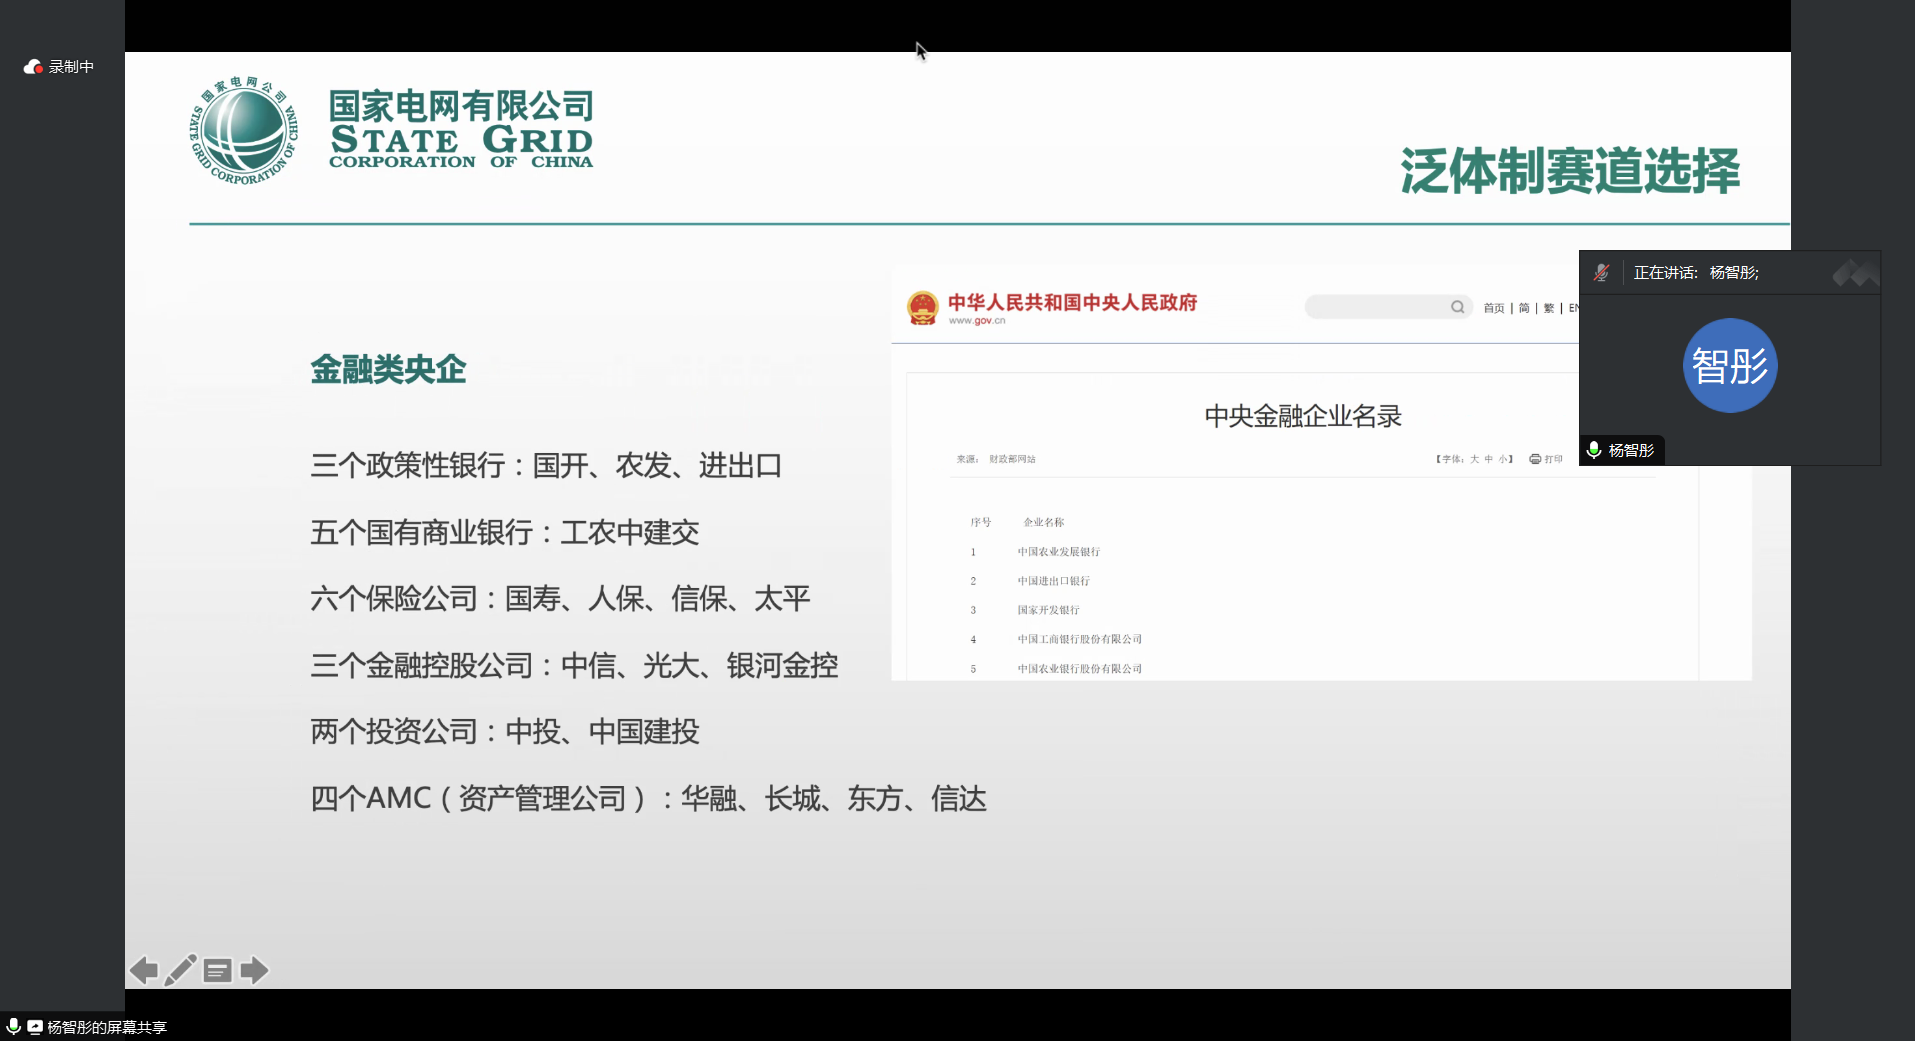 录制中
国家电网公司
STATE GRID CORPORATION OF CHINA
国家电网有限公司
STATE GRID
CORPORATION OF CHINA
泛体制赛道选择
正在讲话: 杨智彤;
智彤
杨智彤
金融类央企
三个政策性银行：国开、农发、进出口
五个国有商业银行：工农中建交
六个保险公司：国寿、人保、信保、太平
三个金融控股公司：中信、光大、银河金控
两个投资公司：中投、中国建投
四个AMC（资产管理公司）：华融、长城、东方、信达
中华人民共和国中央人民政府
www.gov.cn
首页 | 简 | 繁 | EN
中央金融企业名录
来源： 财政部网站
【字体：大 中 小】 打印
序号 企业名称
1 中国农业发展银行
2 中国进出口银行
3 国家开发银行
4 中国工商银行股份有限公司
5 中国农业银行股份有限公司
杨智彤的屏幕共享